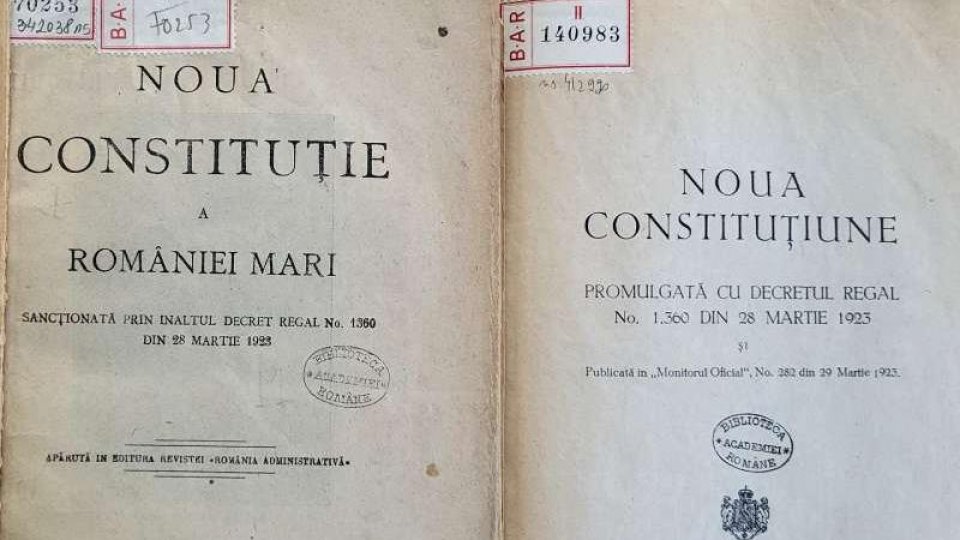 70253
342038
B·A·
70253
NOUA
CONSTITUȚIE
A
ROMÂNIEI MARI
SANCȚIONATĂ PRIN INALTUL DECRET REGAL No. 1360
DIN 28 MARTIE 1923
BIBLIOTECA
* ACADEMIEI *
ROMÂNE
APĂRUTĂ IN EDITURA REVISTEI «ROMÂNIA ADMINISTRATIVĂ»
B·A·R
II
140983
NOUA
CONSTITUȚIUNE
PROMULGATĂ CU DECRETUL REGAL
No. 1.360 DIN 28 MARTIE 1923
ȘI
Publicată in „Monitorul Oficial", No. 282 din 29 Martie 1923.
BIBLIOTECA
* ACADEMIEI *
ROMÂNE